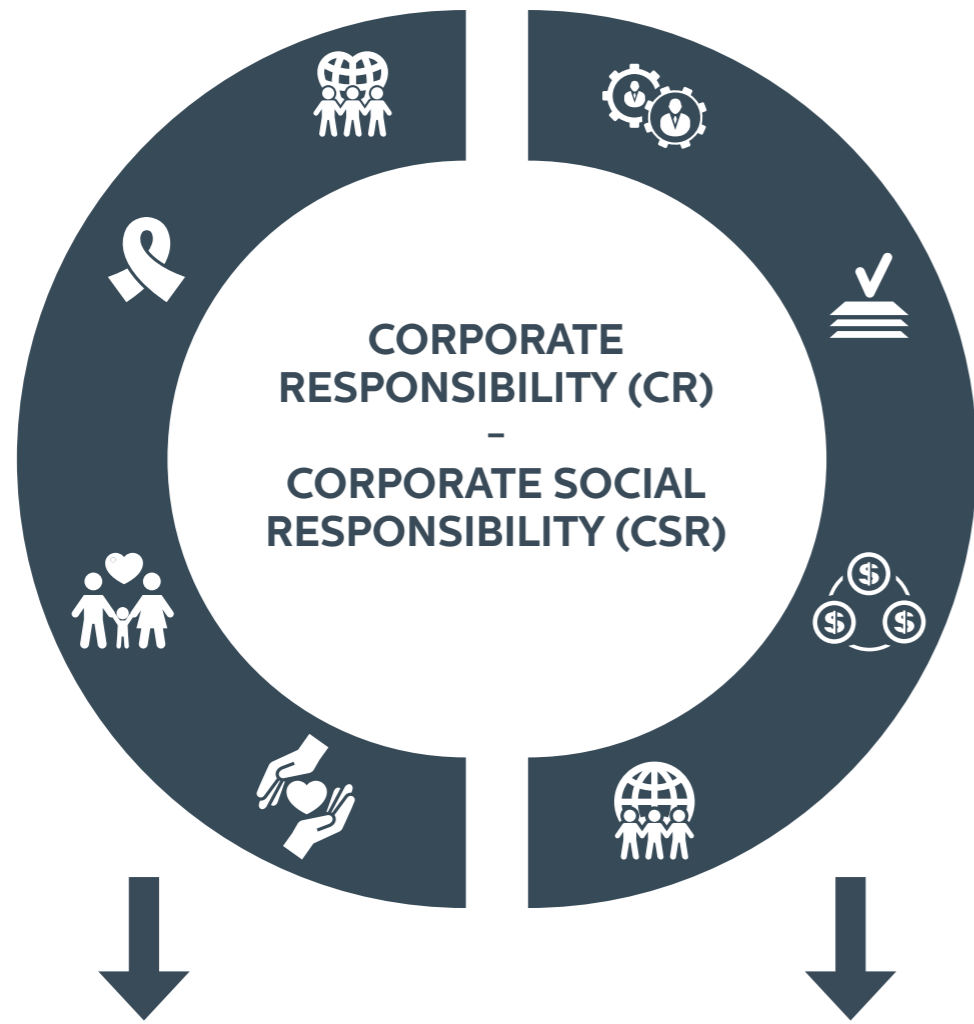 CORPORATE
RESPONSIBILITY (CR)
–
CORPORATE SOCIAL
RESPONSIBILITY (CSR)
$
$
$